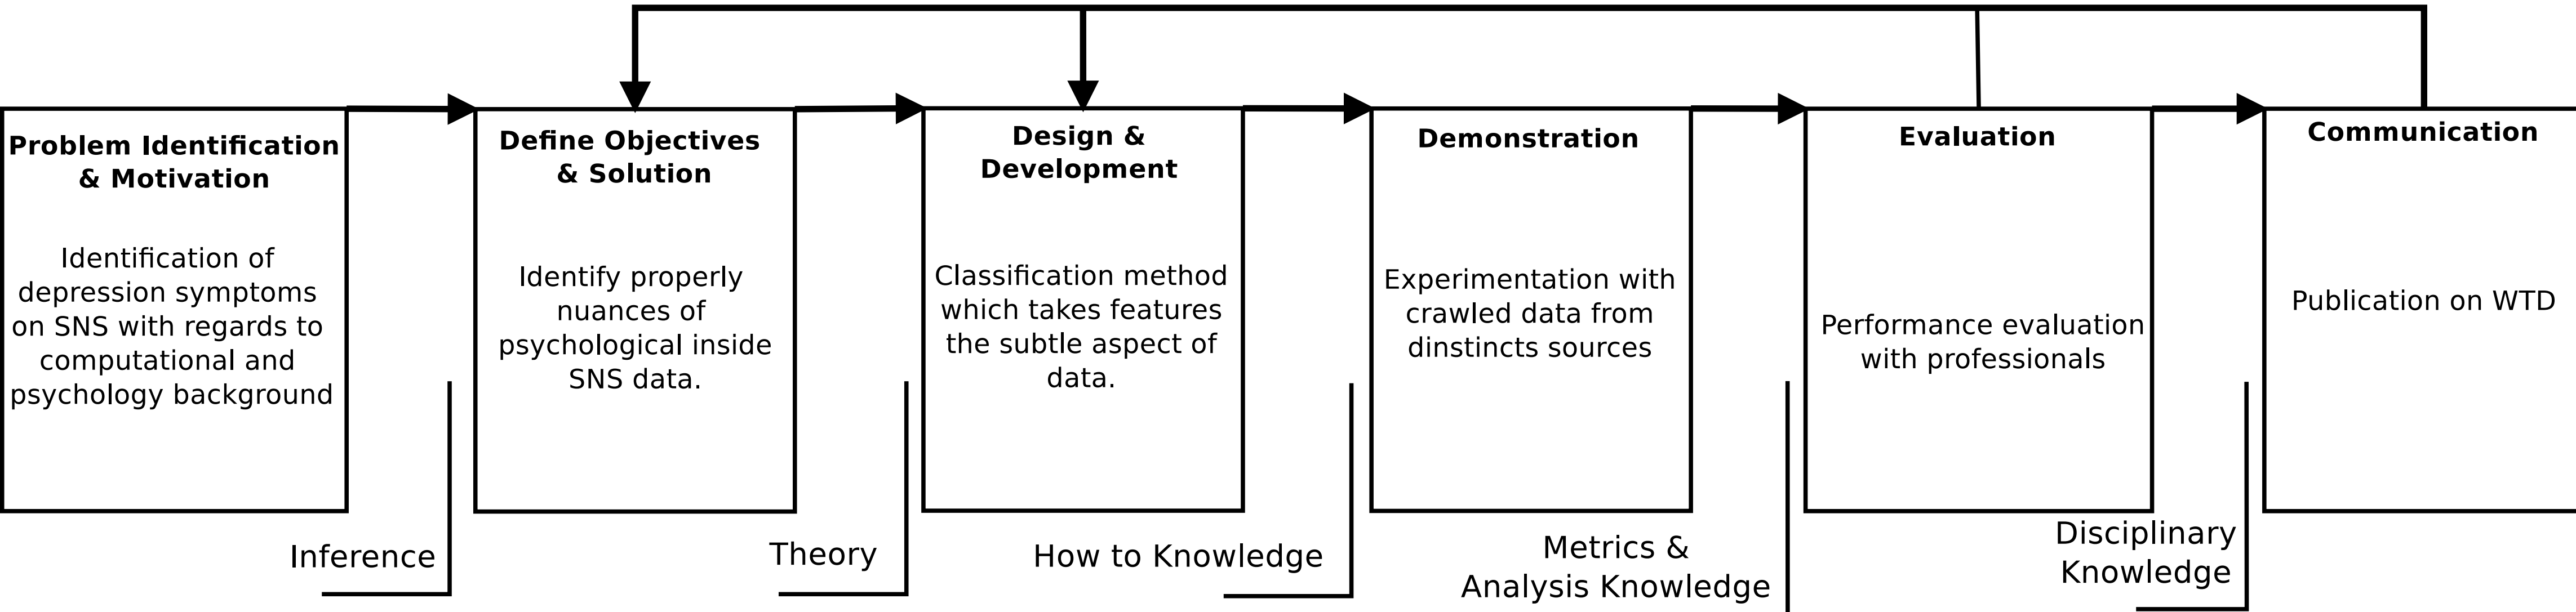 Problem Identification
& Motivation
Identification of
depression symptoms
on SNS with regards to
computational and
psychology background
Define Objectives
& Solution
Identify properly
nuances of
psychological inside
SNS data.
Design &
Development
Classification method
which takes features
the subtle aspect of
data.
Demonstration
Experimentation with
crawled data from
dinstincts sources
Evaluation
Performance evaluation
with professionals
Communication
Publication on WTD
Inference
Theory
How to Knowledge
Metrics &
Analysis Knowledge
Disciplinary
Knowledge